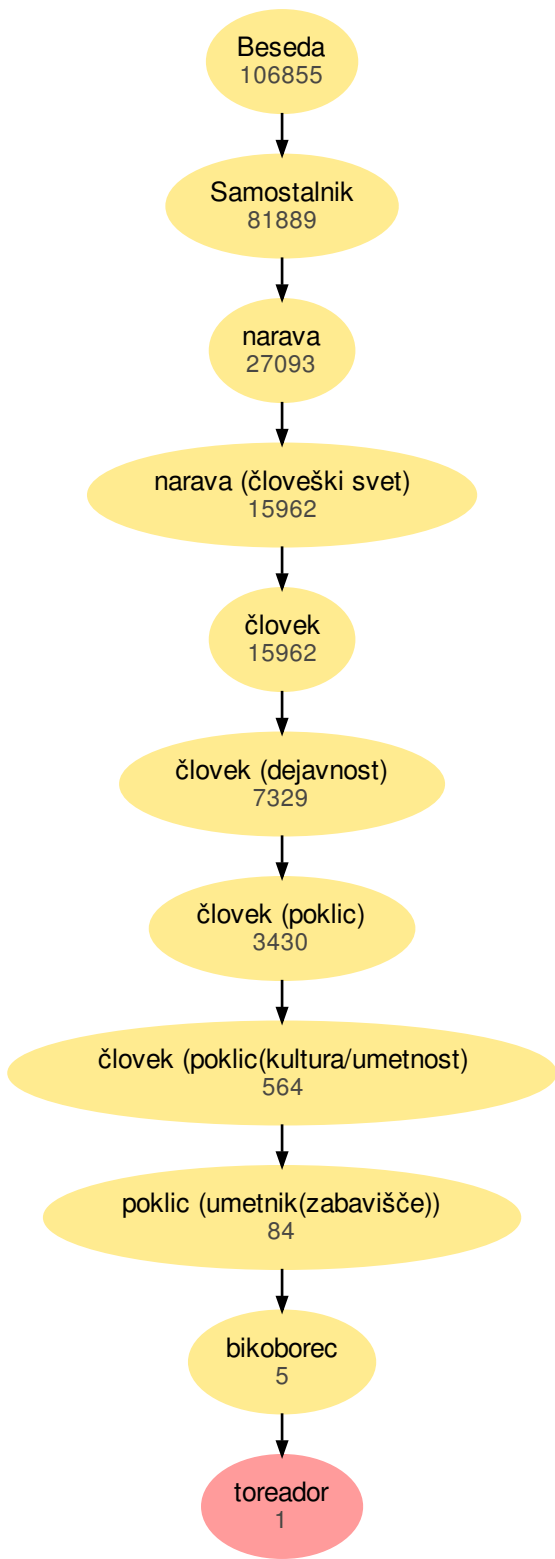 Beseda
106855
Samostalnik
81889
narava
27093
narava (človeški svet)
15962
človek
15962
človek (dejavnost)
7329
človek (poklic)
3430
človek (poklic(kultura/umetnost)
564
poklic (umetnik(zabavišče))
84
bikoborec
5
toreador
1